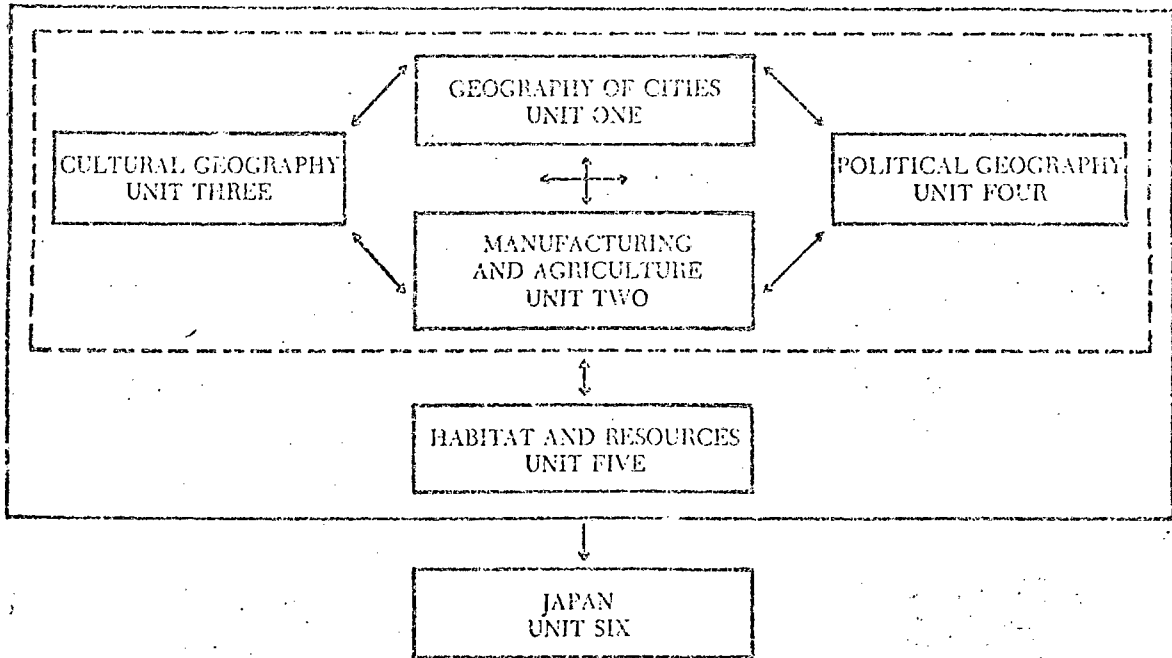 GEOGRAPHY OF CITIES
UNIT ONE
CULTURAL GEOGRAPHY
UNIT THREE
POLITICAL GEOGRAPHY
UNIT FOUR
MANUFACTURING
AND AGRICULTURE
UNIT TWO
HABITAT AND RESOURCES
UNIT FIVE
JAPAN
UNIT SIX